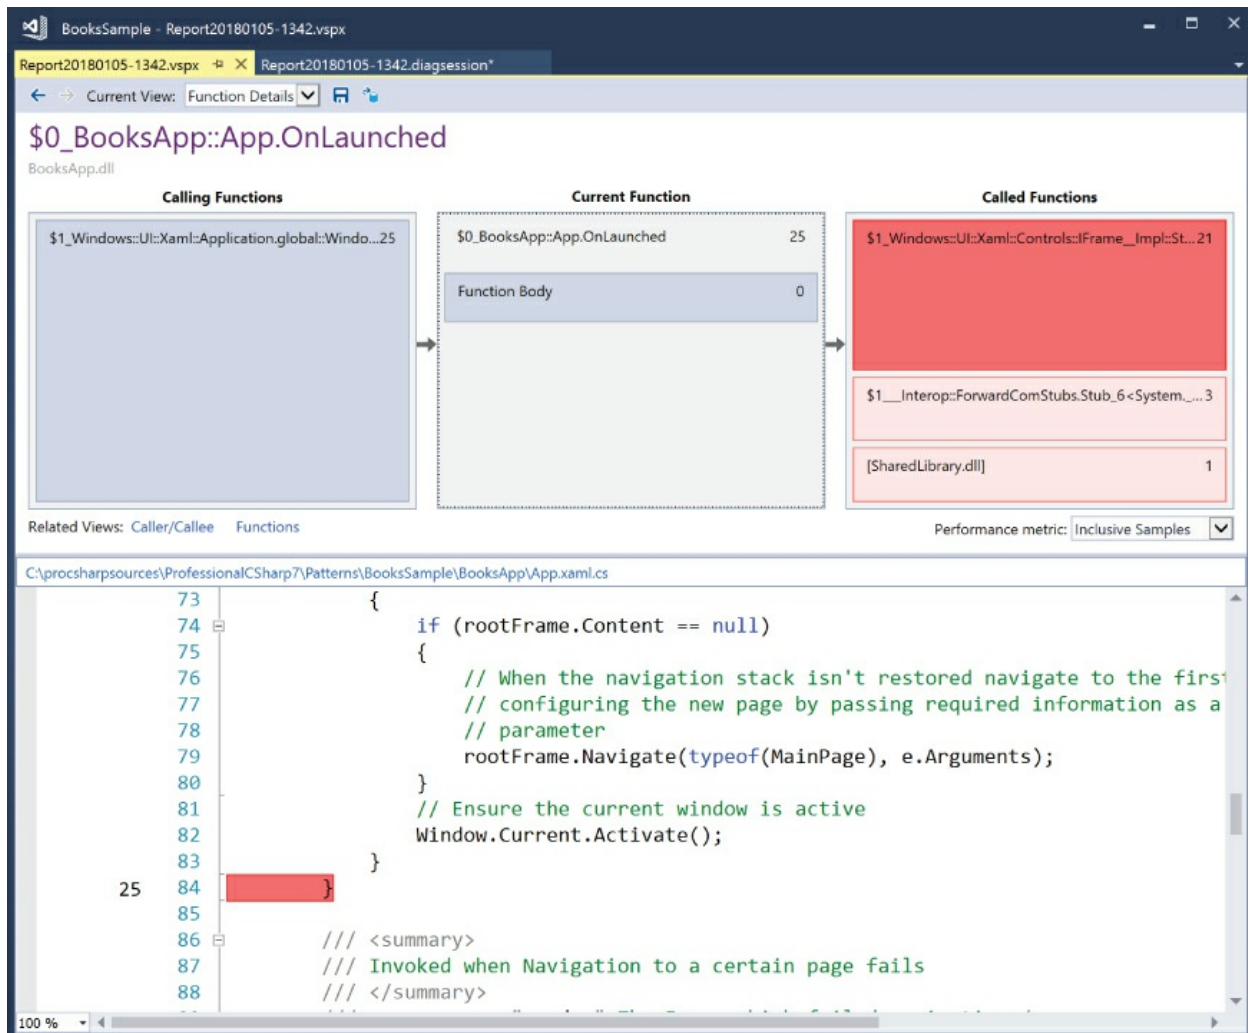 BooksSample - Report20180105-1342.vspx
Report20180105-1342.vspx Report20180105-1342.diagsession*
Current View: Function Details
$0_BooksApp::App.OnLaunched
BooksApp.dll
Calling Functions Current Function Called Functions
$1_Windows::UI::Xaml::Application.global::Windo...25 $0_BooksApp::App.OnLaunched 25 $1_Windows::UI::Xaml::Controls::IFrame__Impl::St...21
Function Body 0
$1___Interop::ForwardComStubs.Stub_6<System._...3
[SharedLibrary.dll] 1
Related Views: Caller/Callee Functions Performance metric: Inclusive Samples
C:\procsharpsources\ProfessionalCSharp7\Patterns\BooksSample\BooksApp\App.xaml.cs
73 {
74 if (rootFrame.Content == null)
75 {
76 // When the navigation stack isn't restored navigate to the first
77 // configuring the new page by passing required information as a
78 // parameter
79 rootFrame.Navigate(typeof(MainPage), e.Arguments);
80 }
81 // Ensure the current window is active
82 Window.Current.Activate();
83 }
25 84 }
85
86 /// <summary>
87 /// Invoked when Navigation to a certain page fails
88 /// </summary>
100 %